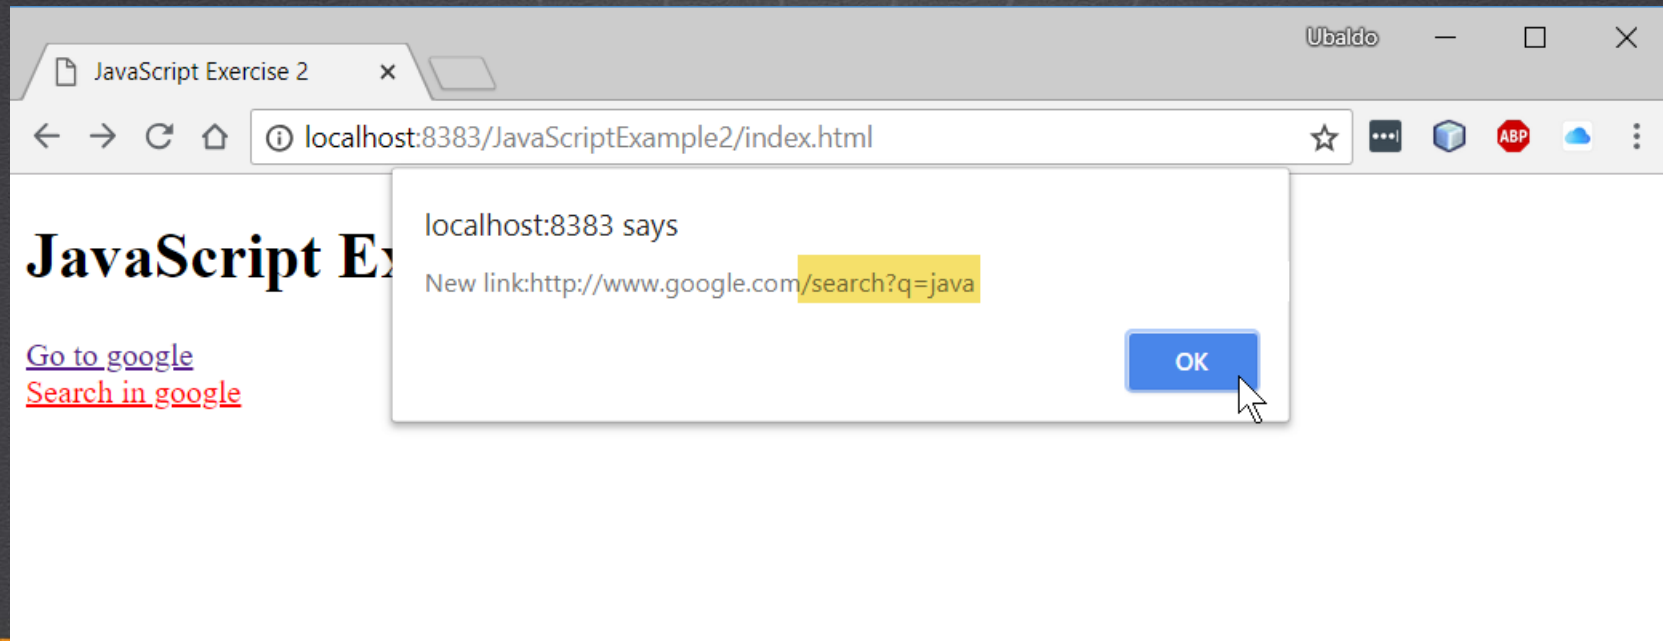 Ubaldo
JavaScript Exercise 2
localhost:8383/JavaScriptExample2/index.html
ABP
localhost:8383 says
New link:http://www.google.com/search?q=java
OK
JavaScript Ex
Go to google
Search in google